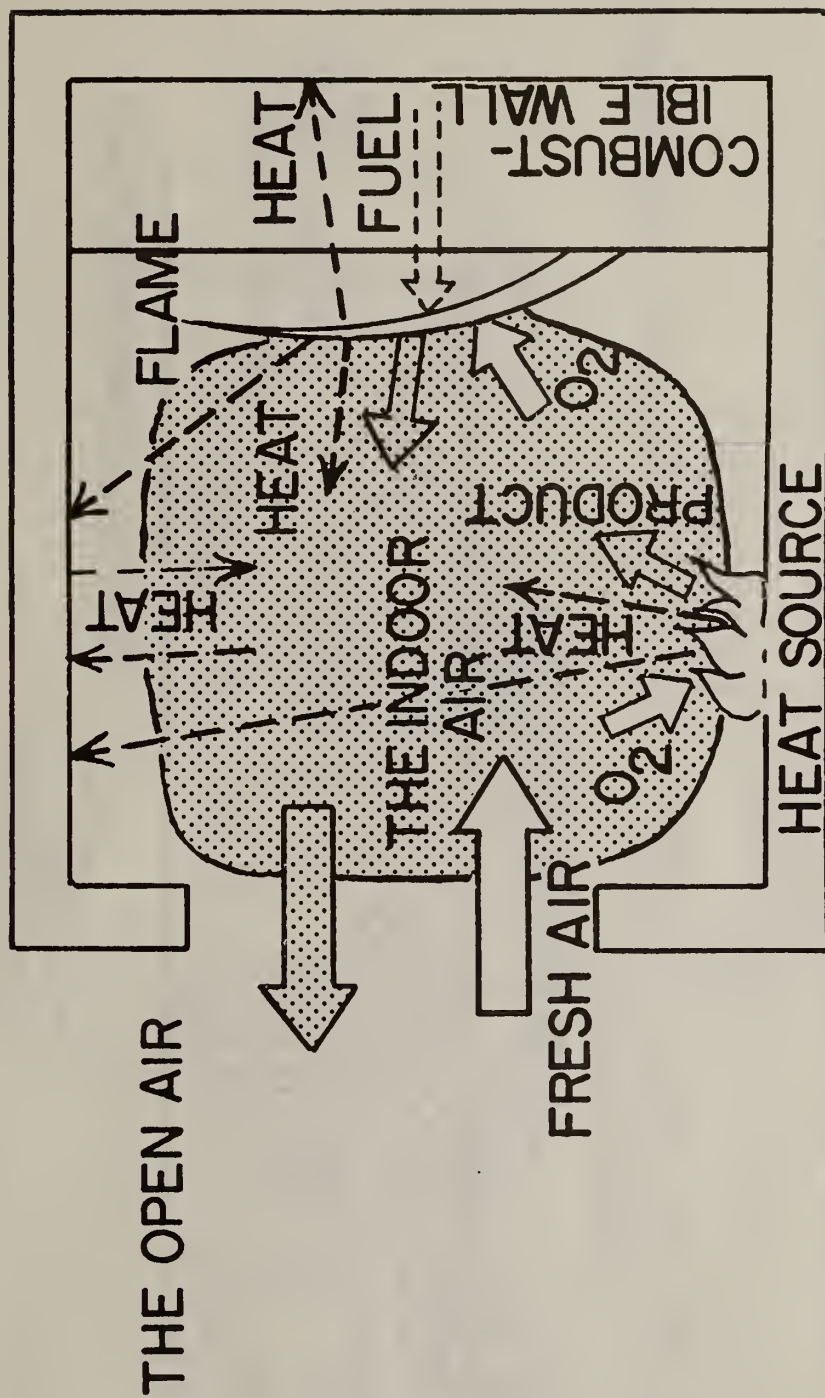 THE OPEN AIR
FLAME
HEAT
FUEL
COMBUST-
IBLE WALL
HEAT
HEAT
THE INDOOR
AIR
HEAT
PRODUCT
O2
O2
FRESH AIR
HEAT SOURCE